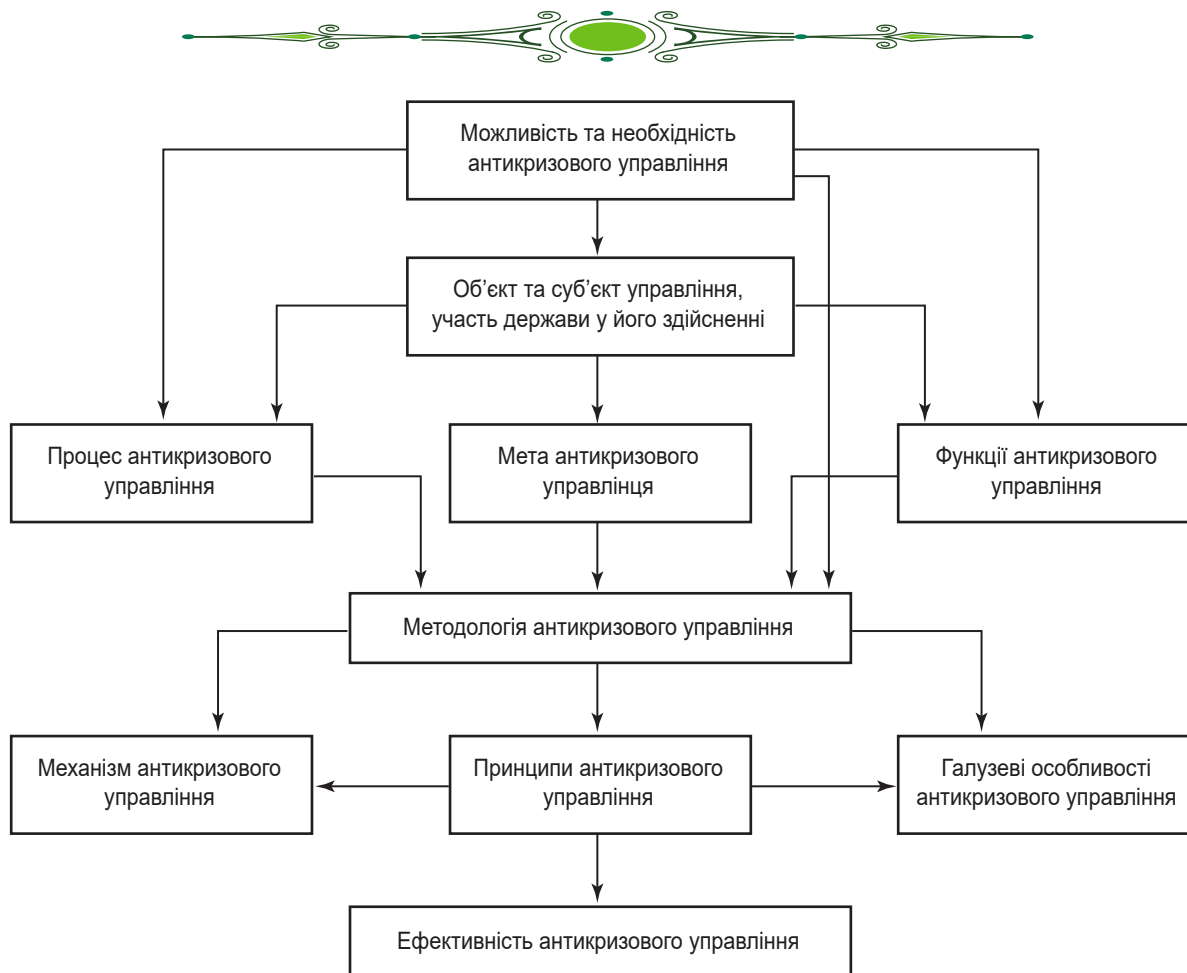 Можливість та необхідність
антикризового управління
Об’єкт та суб’єкт управління,
участь держави у його здійсненні
Процес антикризового
управління
Мета антикризового
управлінця
Функції антикризового
управління
Методологія антикризового управління
Механізм антикризового
управління
Принципи антикризового
управління
Галузеві особливості
антикризового управління
Ефективність антикризового управління